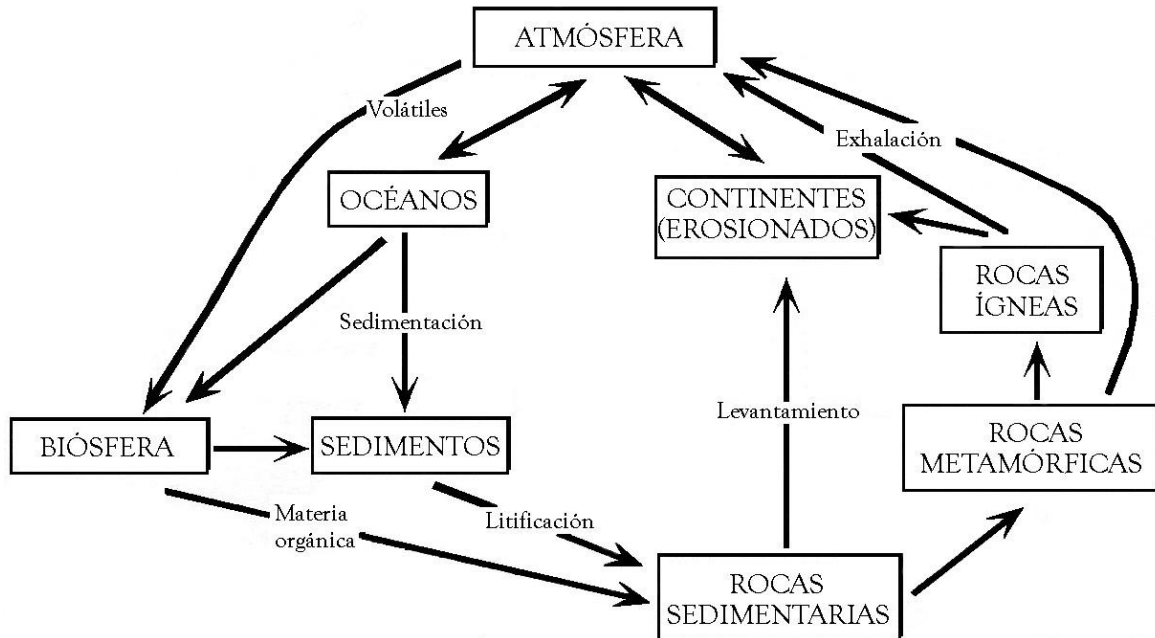 ATMÓSFERA
Volátiles
Exhalación
OCÉANOS
CONTINENTES
(EROSIONADOS)
ROCAS
ÍGNEAS
Sedimentación
Levantamiento
BIÓSFERA
SEDIMENTOS
ROCAS
METAMÓRFICAS
Materia
orgánica
Litificación
ROCAS
SEDIMENTARIAS